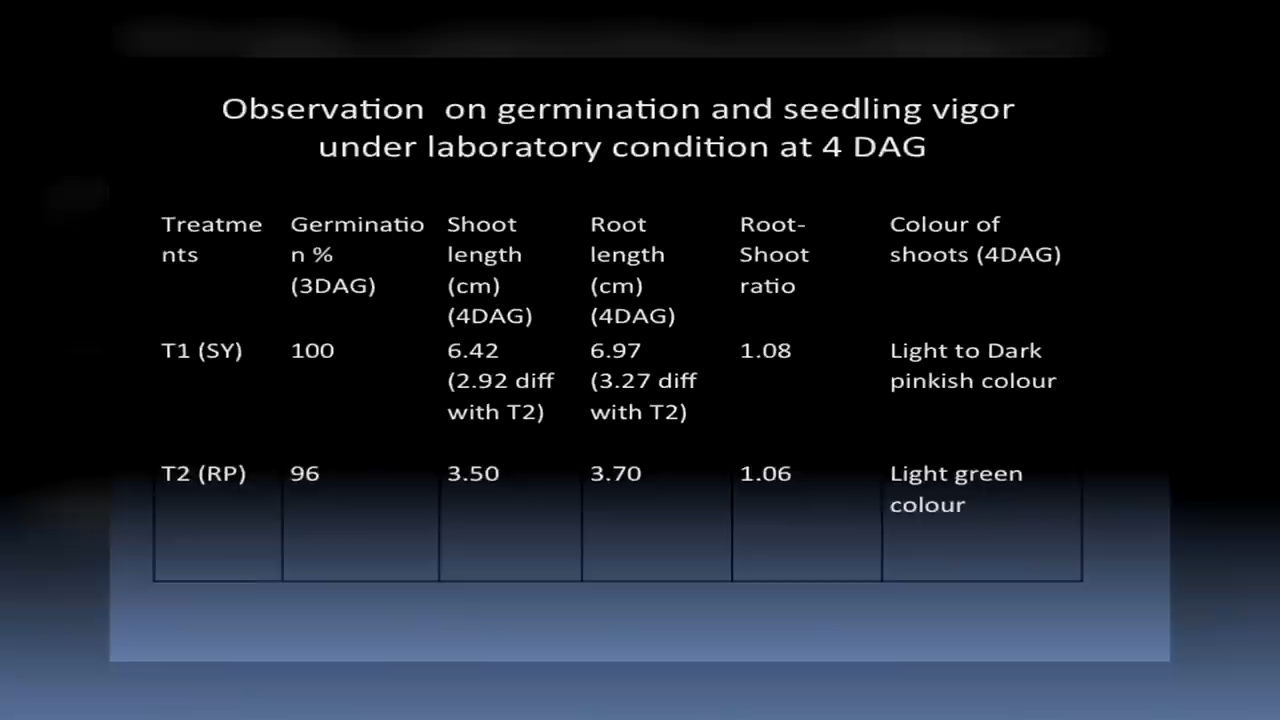 Observation on germination and seedling vigor
under laboratory condition at 4 DAG
Treatme
nts
Germinatio
n %
(3DAG)
Shoot
length
(cm)
(4DAG)
Root
length
(cm)
(4DAG)
Root-
Shoot
ratio
Colour of
shoots (4DAG)
T1 (SY)
100
6.42
(2.92 diff
with T2)
6.97
(3.27 diff
with T2)
1.08
Light to Dark
pinkish colour
T2 (RP)
96
3.50
3.70
1.06
Light green
colour